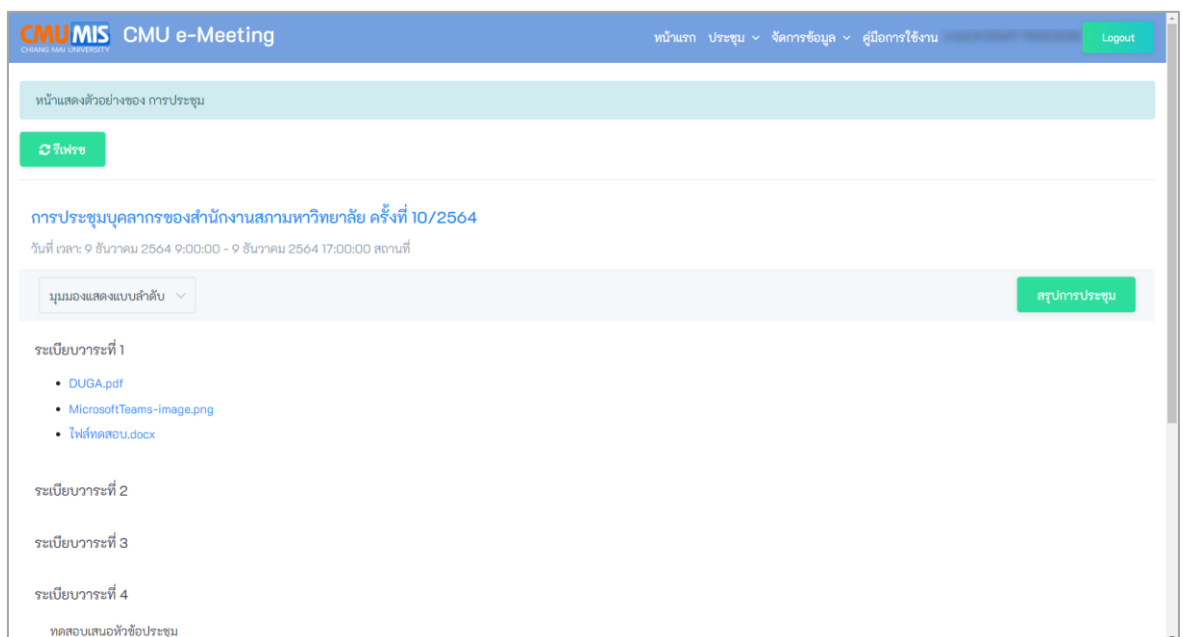 CMU MIS CMU e-Meeting หน้าแรก ประชุม จัดการข้อมูล คู่มือการใช้งาน Logout
CHIANG MAI UNIVERSITY
หน้าแสดงตัวอย่างของ การประชุม
รีเฟรช
การประชุมบุคลากรของสำนักงานสภามหาวิทยาลัย ครั้งที่ 10/2564
วันที่ เวลา: 9 ธันวาคม 2564 9:00:00 - 9 ธันวาคม 2564 17:00:00 สถานที่
มุมมองแสดงแบบลำดับ สรุปการประชุม
ระเบียบวาระที่ 1
• DUGA.pdf
• MicrosoftTeams-image.png
• ไฟล์ทดสอบ.docx
ระเบียบวาระที่ 2
ระเบียบวาระที่ 3
ระเบียบวาระที่ 4
ทดสอบเสนอหัวข้อประชุม